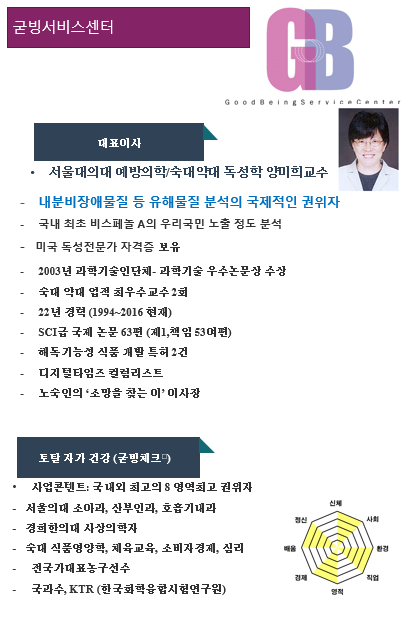 굳빙서비스센터
GB
GoodBeingServiceCenter
대표이사
• 서울대의대 예방의학/숙대약대 독성학 양미희교수
- 내분비장애물질 등 유해물질 분석의 국제적인 권위자
- 국내 최초 비스페놀 A의 우리국민 노출 정도 분석
- 미국 독성전문가 자격증 보유
- 2003년 과학기술인단체- 과학기술 우수논문상 수상
- 숙대 약대 업적 최우수교수 2회
- 22년 경력 (1994~2016 현재)
- SCI급 국제 논문 63편 (제1,책임 53여편)
- 해독기능성 식품 개발 특허 2건
- 디지털타임즈 컬럼리스트
- 노숙인의 ‘소망을 찾는 이’ 이사장
토탈 자기 건강 (굳빙체크□)
• 사업콘텐트: 국내외 최고의 8 영역최고 권위자
- 서울의대 소아과, 산부인과, 호흡기내과
- 경희한의대 사상의학자
- 숙대 식품영양학, 체육교육, 소비자경제, 심리
- 전국가대표농구선수
- 국과수, KTR (한국화학융합시험연구원)
신체
사회
환경
직업
영적
경제
배움
정신